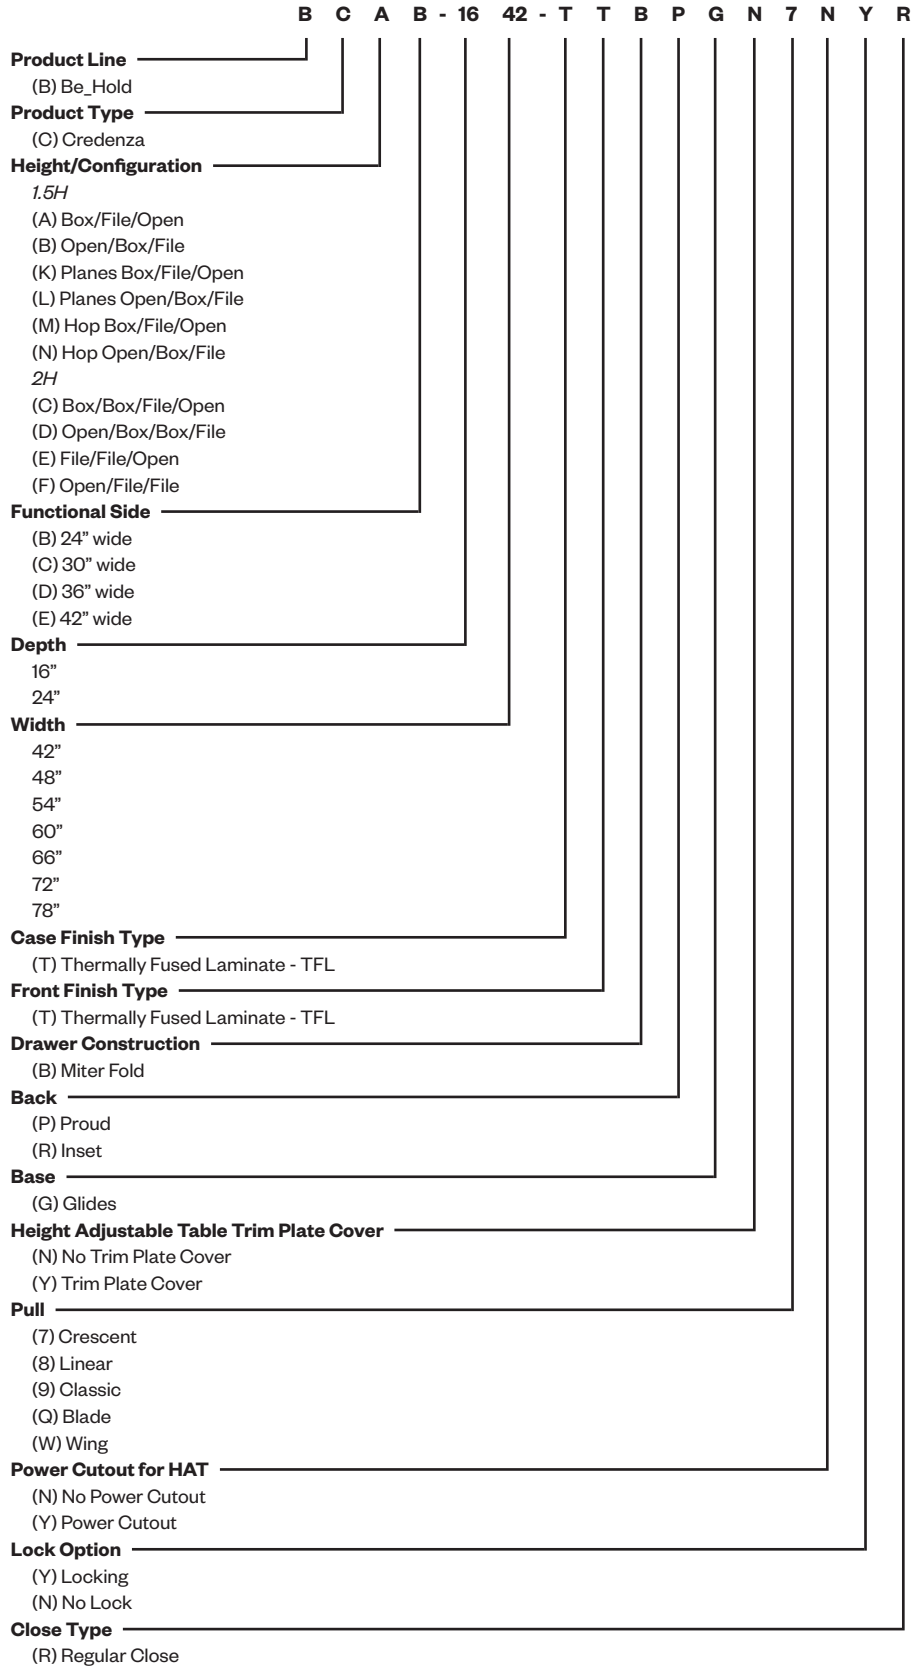 B C A B - 16 42 - T T B P G N 7 N Y R
Product Line
(B) Be_Hold
Product Type
(C) Credenza
Height/Configuration
1.5H
(A) Box/File/Open
(B) Open/Box/File
(K) Planes Box/File/Open
(L) Planes Open/Box/File
(M) Hop Box/File/Open
(N) Hop Open/Box/File
2H
(C) Box/Box/File/Open
(D) Open/Box/Box/File
(E) File/File/Open
(F) Open/File/File
Functional Side
(B) 24” wide
(C) 30” wide
(D) 36” wide
(E) 42” wide
Depth
16”
24”
Width
42”
48”
54”
60”
66”
72”
78”
Case Finish Type
(T) Thermally Fused Laminate - TFL
Front Finish Type
(T) Thermally Fused Laminate - TFL
Drawer Construction
(B) Miter Fold
Back
(P) Proud
(R) Inset
Base
(G) Glides
Height Adjustable Table Trim Plate Cover
(N) No Trim Plate Cover
(Y) Trim Plate Cover
Pull
(7) Crescent
(8) Linear
(9) Classic
(Q) Blade
(W) Wing
Power Cutout for HAT
(N) No Power Cutout
(Y) Power Cutout
Lock Option
(Y) Locking
(N) No Lock
Close Type
(R) Regular Close